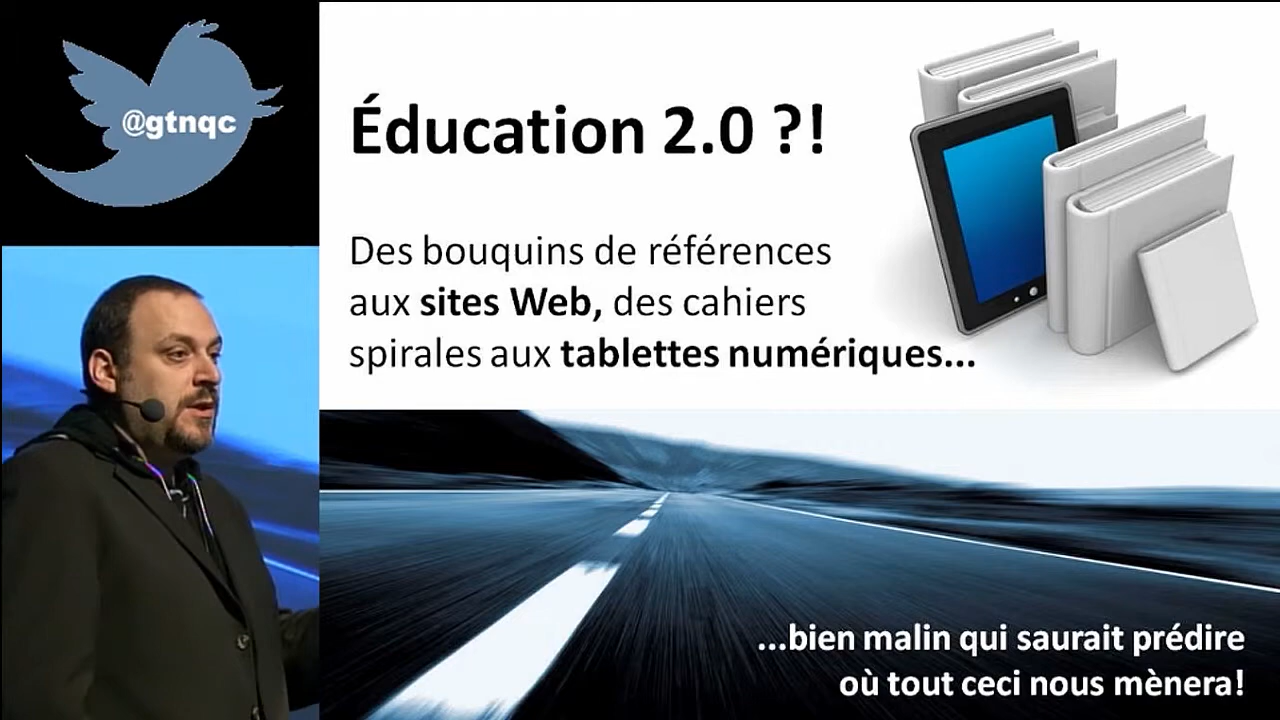 @gtnqc
Éducation 2.0 ?!
Des bouquins de références
aux sites Web, des cahiers
spirales aux tablettes numériques...
...bien malin qui saurait prédire
où tout ceci nous mènera!